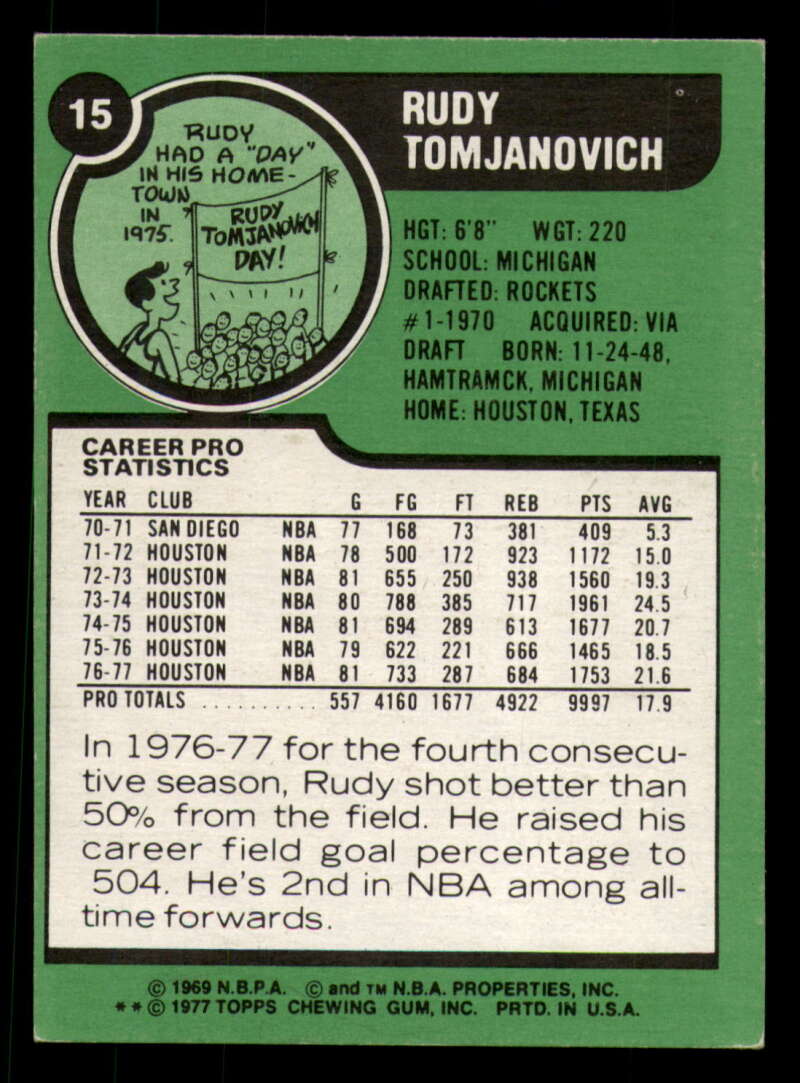 15
RUDY
TOMJANOVICH
RUDY
HAD A "DAY"
IN HIS HOME-
TOWN
IN
1975.
RUDY
TOMJANOVICH
DAY!
HGT: 6'8" WGT: 220
SCHOOL: MICHIGAN
DRAFTED: ROCKETS
#1-1970 ACQUIRED: VIA
DRAFT BORN: 11-24-48,
HAMTRAMCK, MICHIGAN
HOME: HOUSTON, TEXAS
CAREER PRO
STATISTICS
YEAR CLUB G FG FT REB PTS AVG
70-71 SAN DIEGO NBA 77 168 73 381 409 5.3
71-72 HOUSTON NBA 78 500 172 923 1172 15.0
72-73 HOUSTON NBA 81 655 250 938 1560 19.3
73-74 HOUSTON NBA 80 788 385 717 1961 24.5
74-75 HOUSTON NBA 81 694 289 613 1677 20.7
75-76 HOUSTON NBA 79 622 221 666 1465 18.5
76-77 HOUSTON NBA 81 733 287 684 1753 21.6
PRO TOTALS .......... 557 4160 1677 4922 9997 17.9
In 1976-77 for the fourth consecu-
tive season, Rudy shot better than
50% from the field. He raised his
career field goal percentage to
504. He's 2nd in NBA among all-
time forwards.
© 1969 N.B.P.A. © and TM N.B.A. PROPERTIES, INC.
**© 1977 TOPPS CHEWING GUM, INC. PRTD. IN U.S.A.